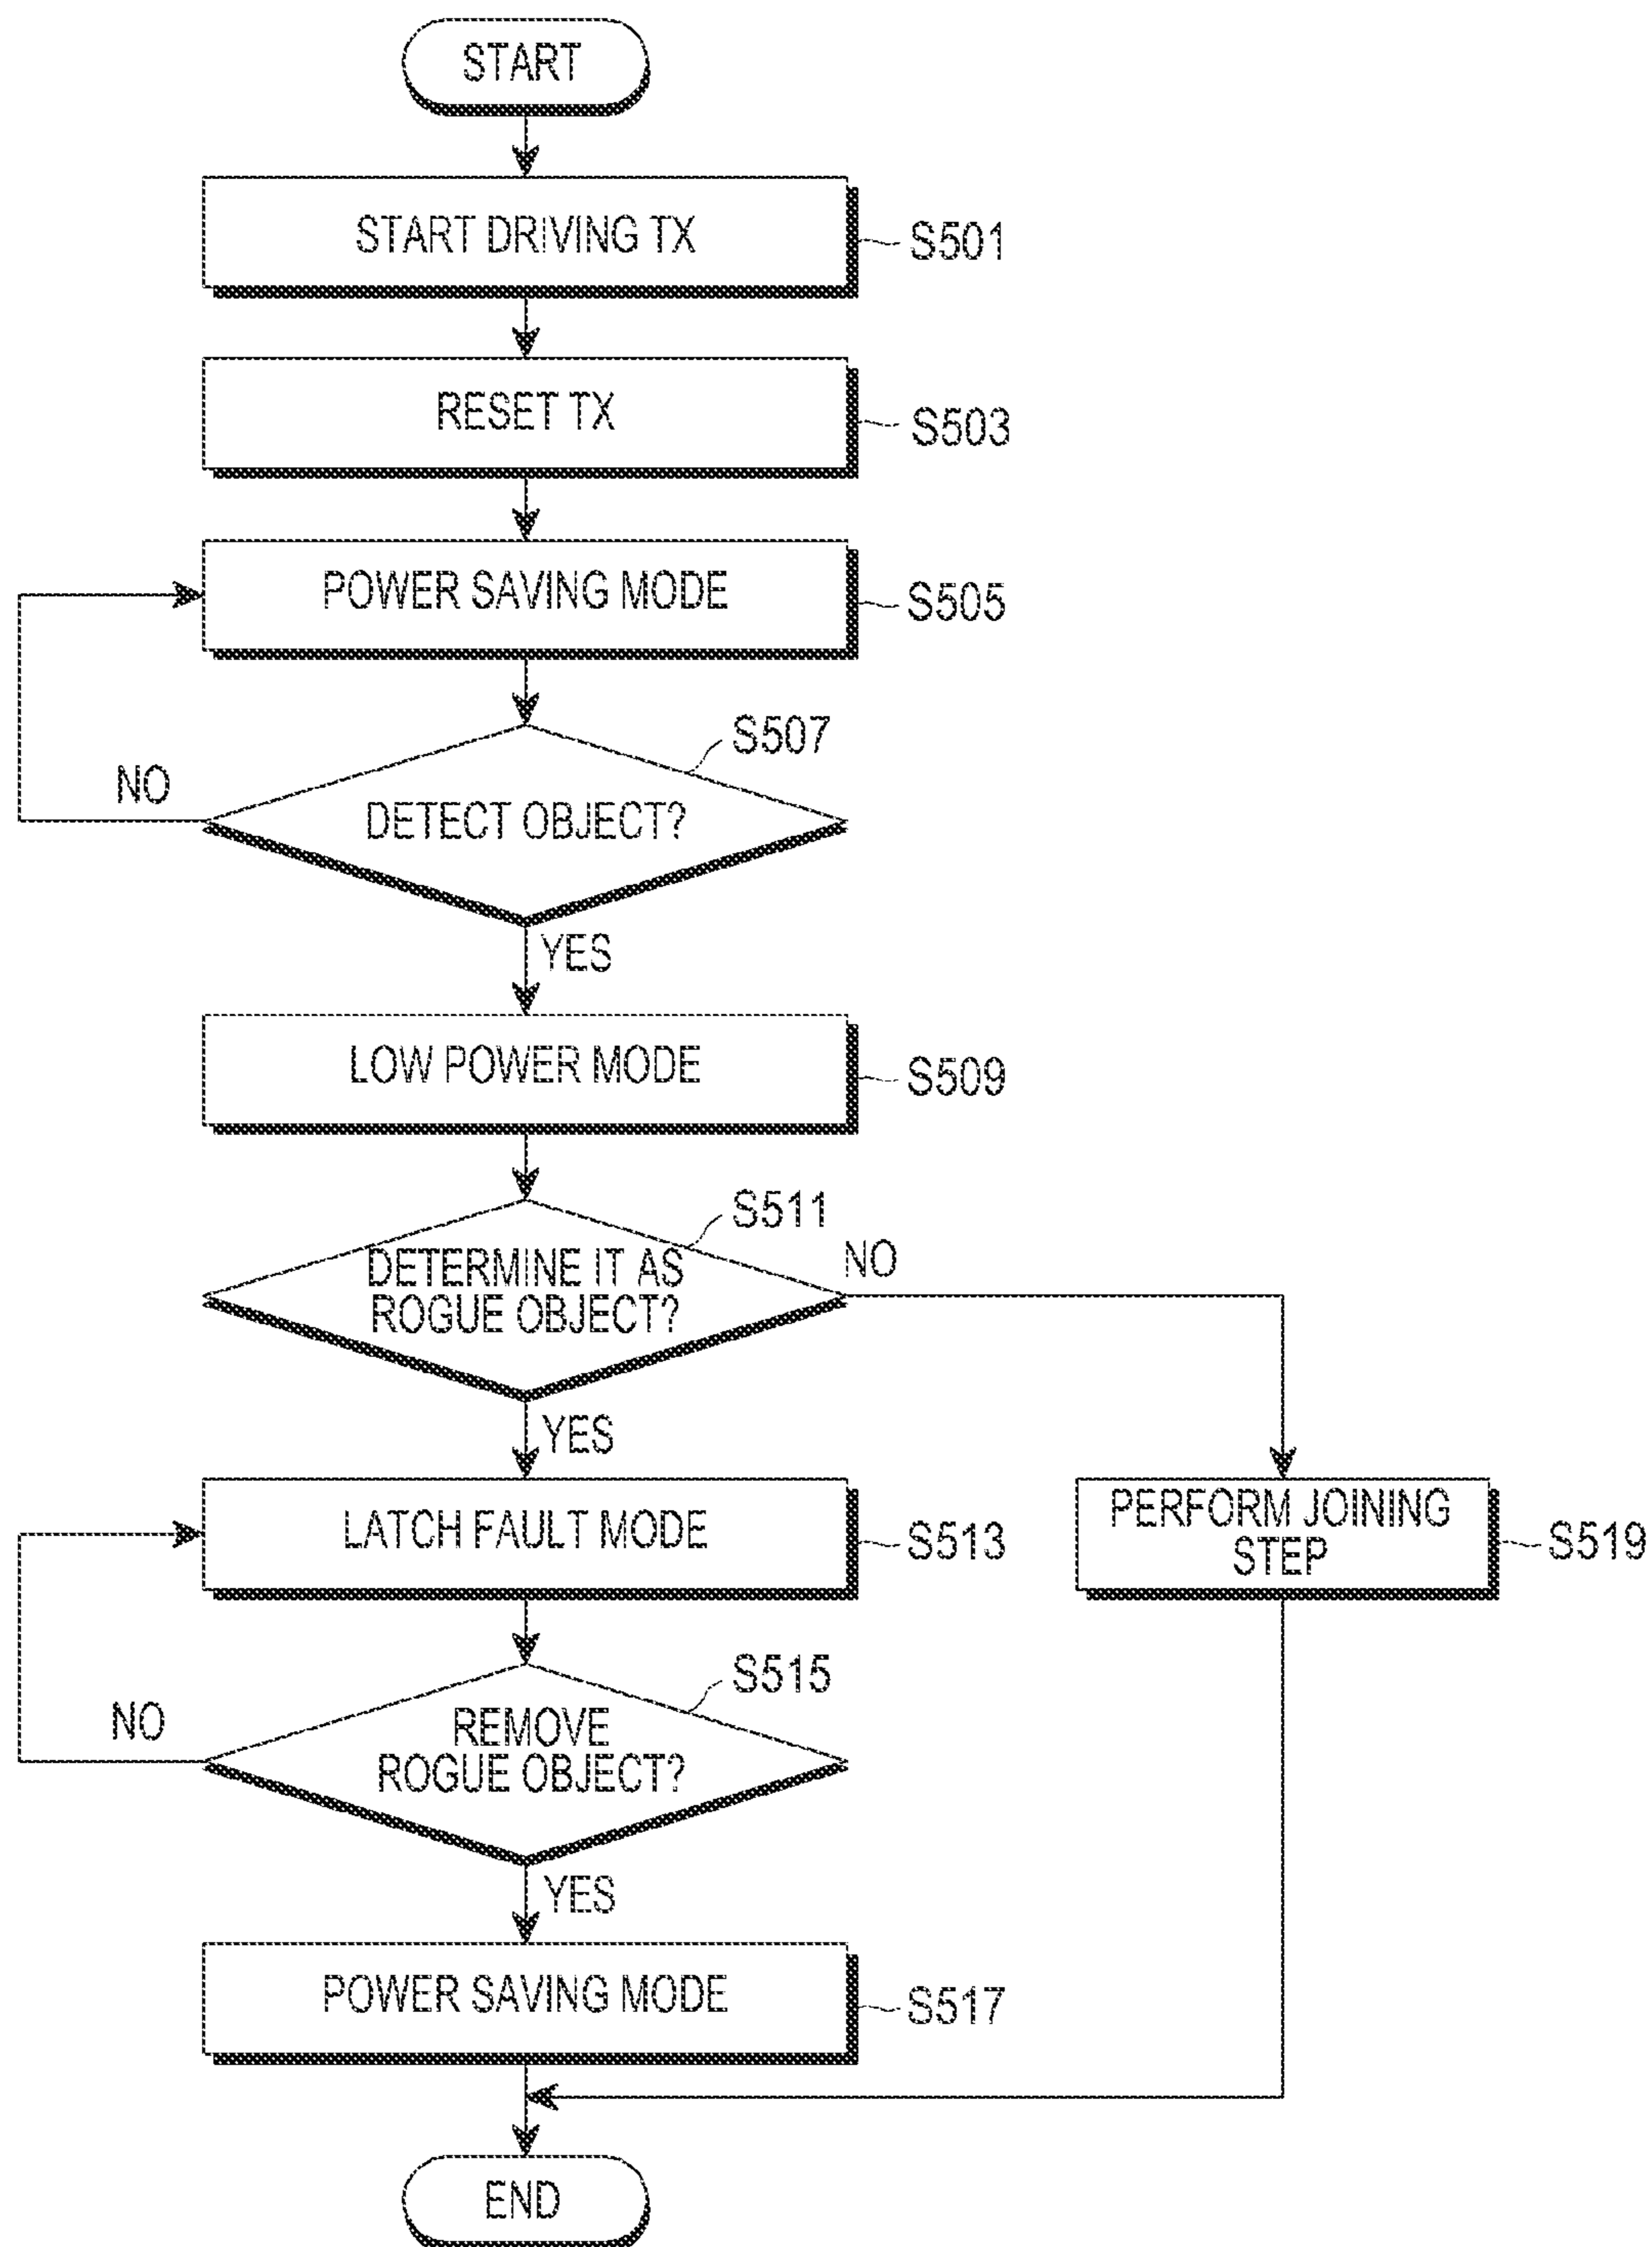 START
START DRIVING TX
S501
RESET TX
S503
POWER SAVING MODE
S505
S507
NO
DETECT OBJECT?
YES
LOW POWER MODE
S509
S511
DETERMINE IT AS
ROGUE OBJECT?
NO
YES
LATCH FAULT MODE
S513
PERFORM JOINING
STEP
S519
S515
NO
REMOVE
ROGUE OBJECT?
YES
POWER SAVING MODE
S517
END